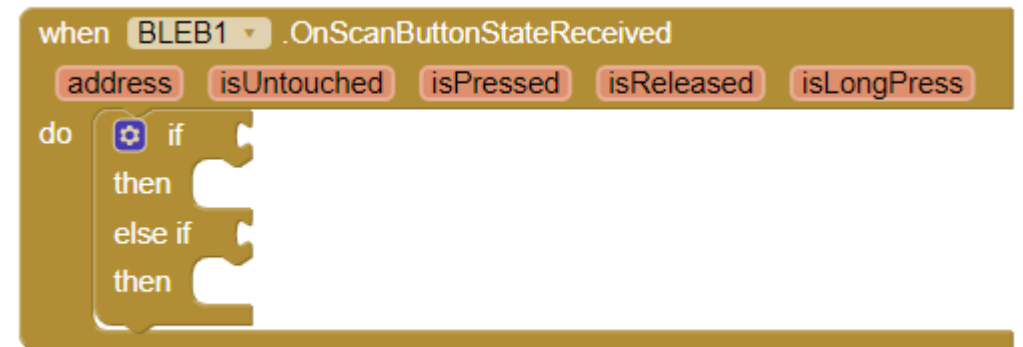 when BLEB1 .OnScanButtonStateReceived
address isUntouched isPressed isReleased isLongPress
do if
then
else if
then